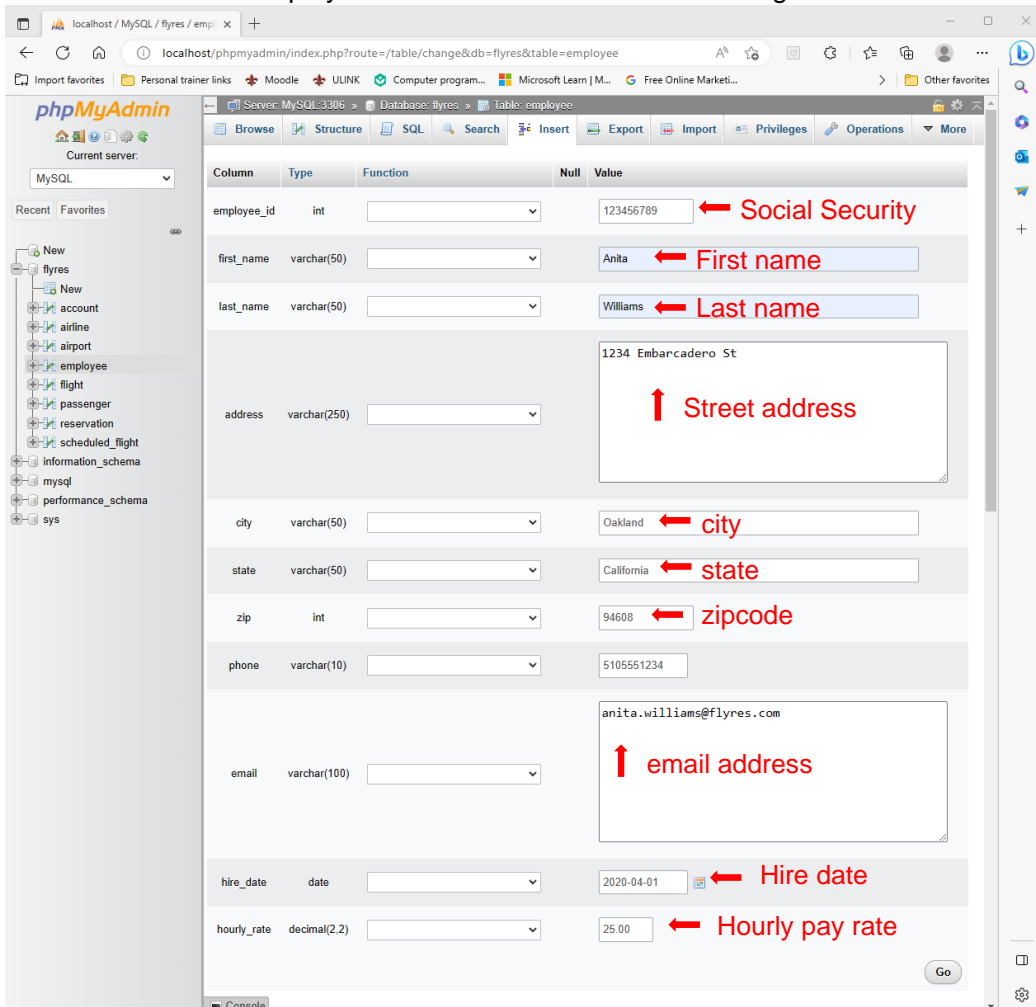 localhost / MySQL / flyres / emp
localhost/phpmyadmin/index.php?route=/table/change&db=flyres&table=employee
Import favorites Personal trainer links Moodle ULINK Computer program... Microsoft Learn | M... Free Online Marketi... Other favorites
phpMyAdmin
Current server:
MySQL
Recent Favorites
New
flyres
New
account
airline
airport
employee
flight
passenger
reservation
scheduled_flight
information_schema
mysql
performance_schema
sys
Server: MySQL:3306 » Database: flyres » Table: employee
Browse Structure SQL Search Insert Export Import Privileges Operations More
Column Type Function Null Value
employee_id int 123456789 Social Security
first_name varchar(50) Anita First name
last_name varchar(50) Williams Last name
1234 Embarcadero St
address varchar(250) Street address
city varchar(50) Oakland city
state varchar(50) California state
zip int 94608 zipcode
phone varchar(10) 5105551234
anita.williams@flyres.com
email varchar(100) email address
hire_date date 2020-04-01 Hire date
hourly_rate decimal(2,2) 25.00 Hourly pay rate
Go
Console